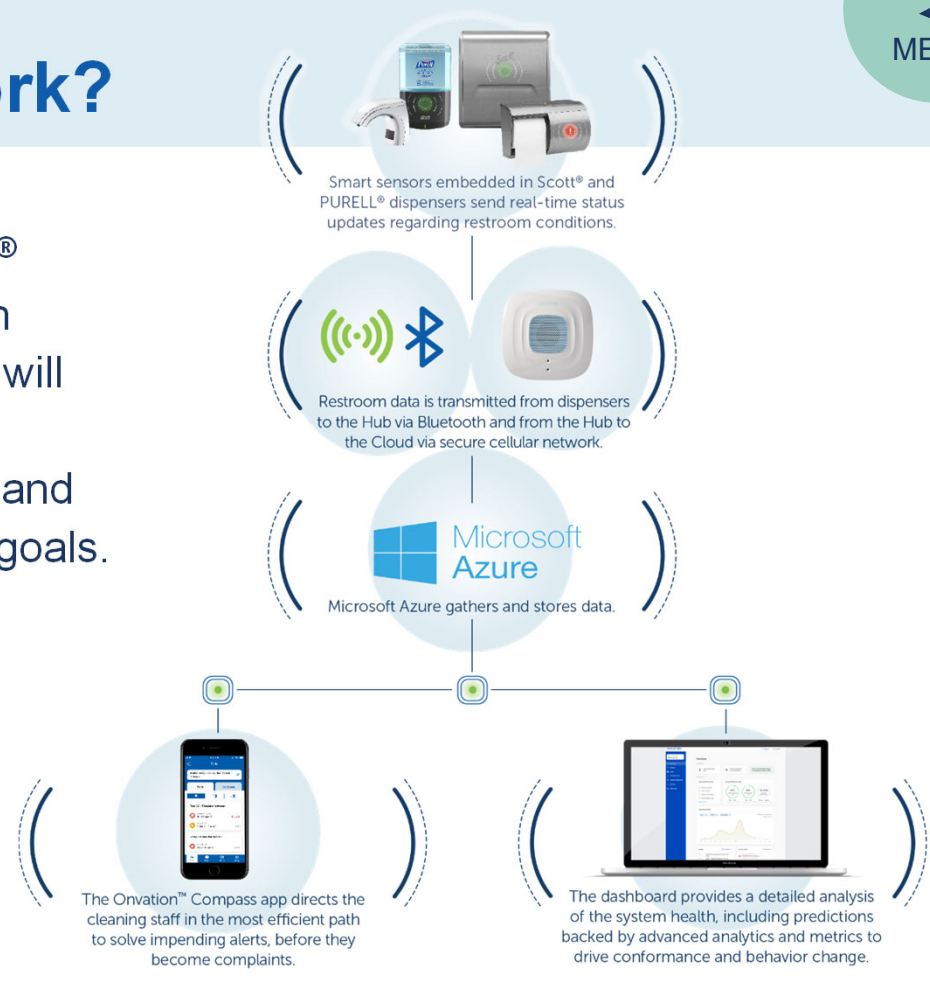 rk?
ME
®
n
will
and
goals.
Smart sensors embedded in Scott® and
PURELL® dispensers send real-time status
updates regarding restroom conditions.
Restroom data is transmitted from dispensers
to the Hub via Bluetooth and from the Hub to
the Cloud via secure cellular network.
Microsoft
Azure
Microsoft Azure gathers and stores data.
The Onvation™ Compass app directs the
cleaning staff in the most efficient path
to solve impending alerts, before they
become complaints.
The dashboard provides a detailed analysis
of the system health, including predictions
backed by advanced analytics and metrics to
drive conformance and behavior change.